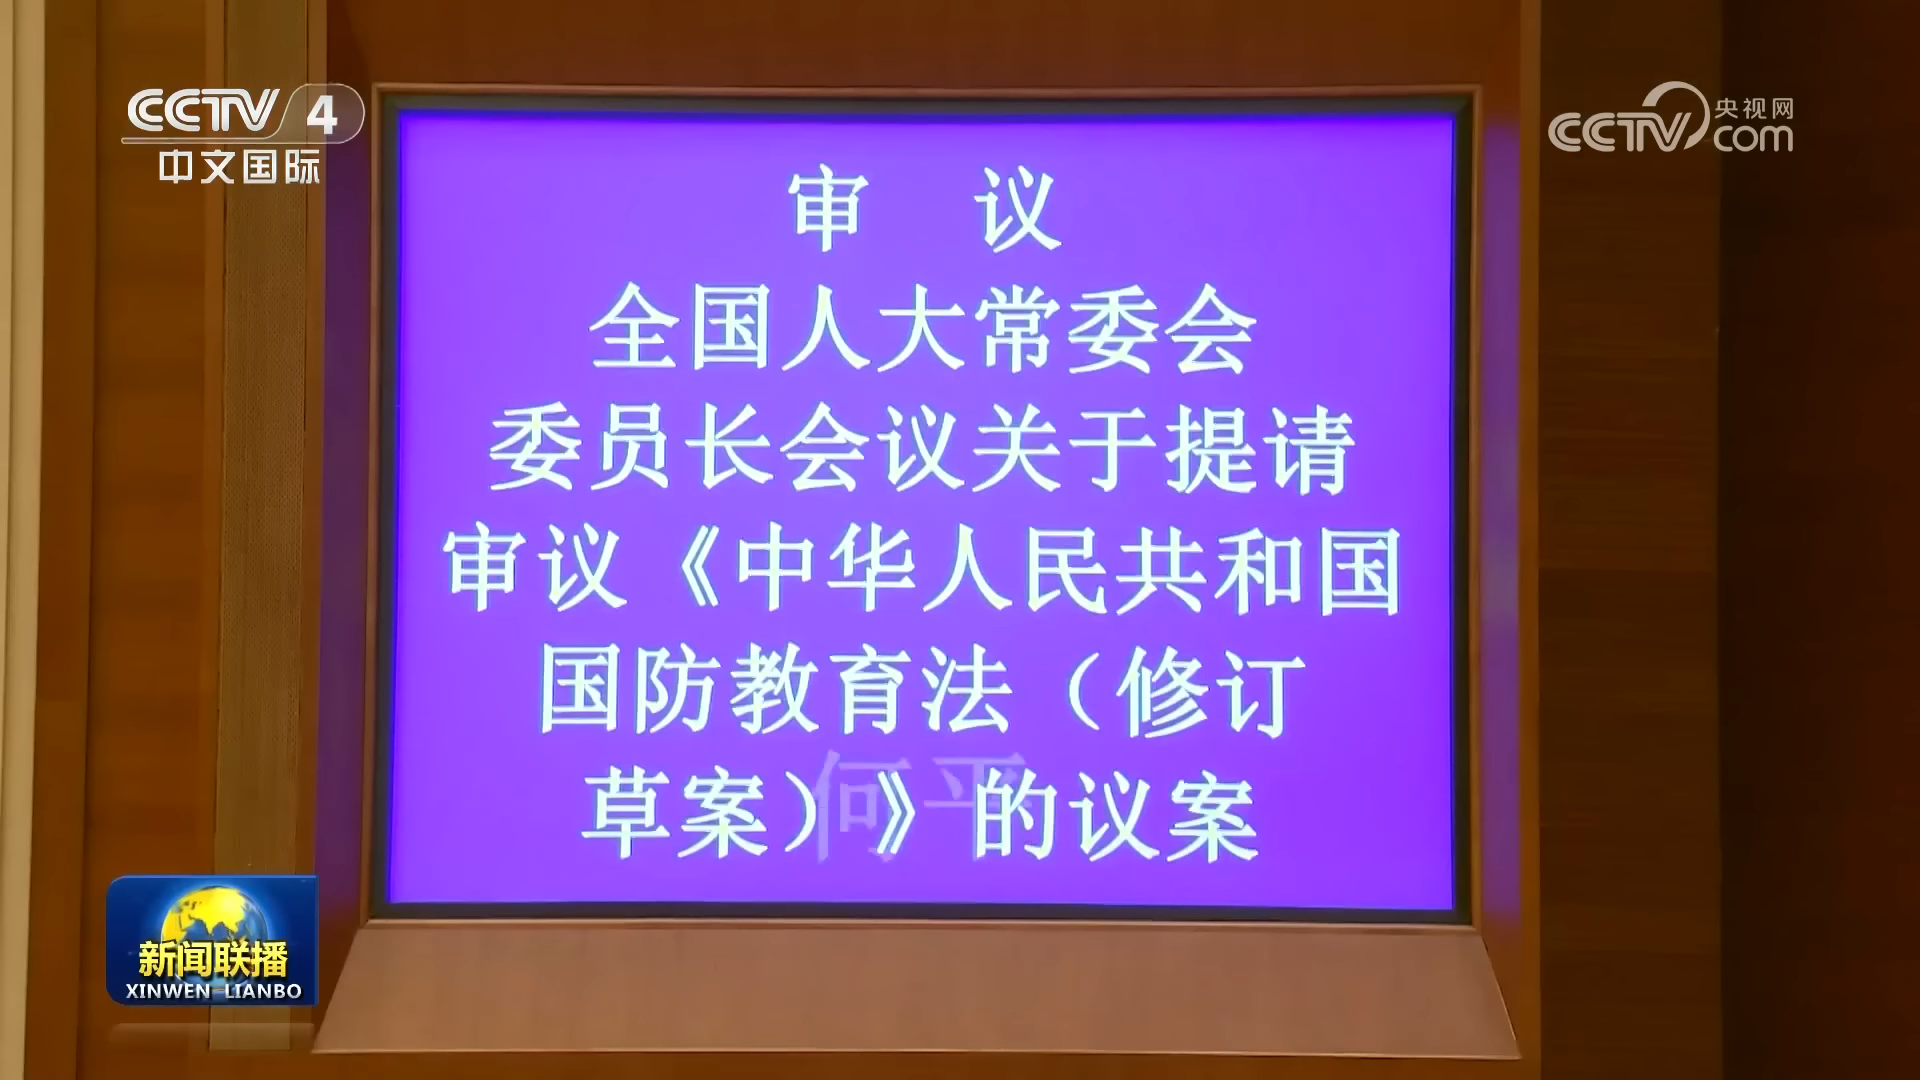 CCTV 4
中文国际
央视网
CCTV.com
审 议
全国人大常委会
委员长会议关于提请
审议《中华人民共和国
国防教育法（修订
草案）》的议案
何平
新闻联播
XINWEN LIANBO